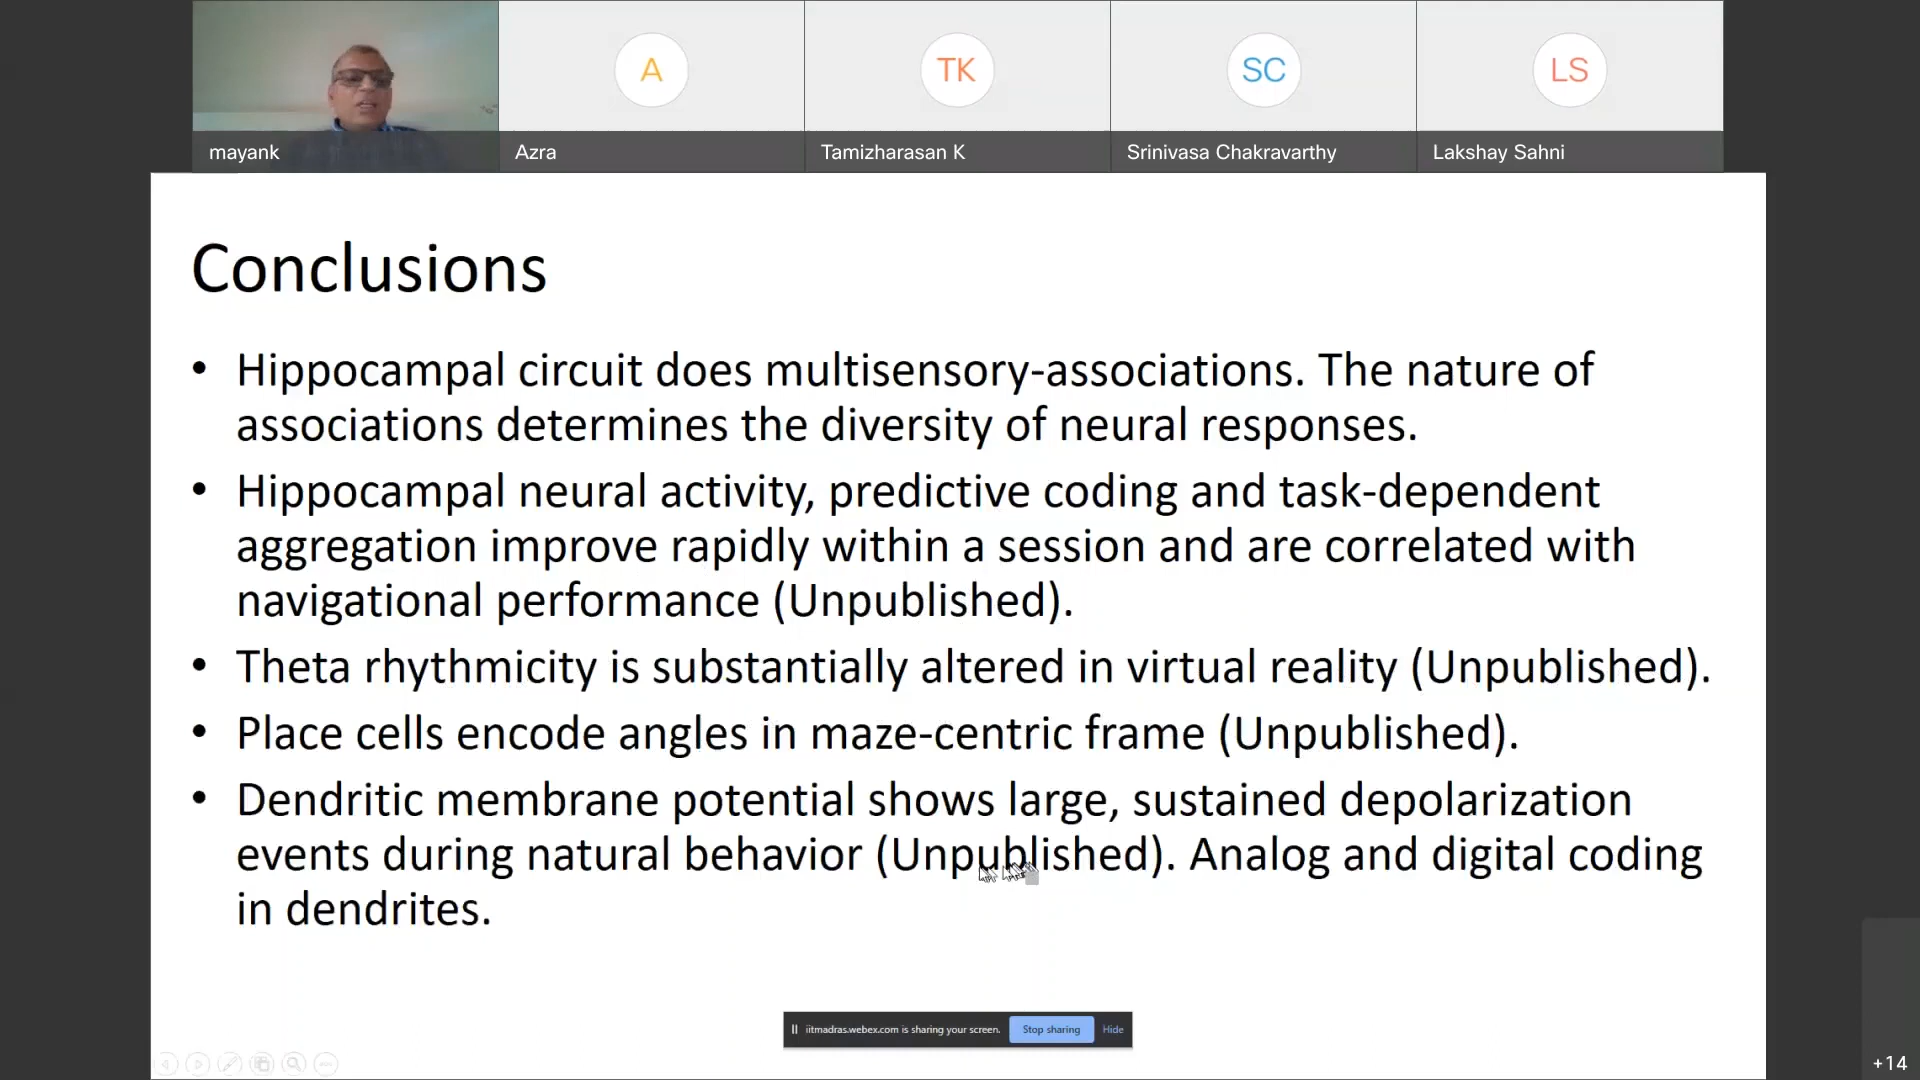 A
TK
SC
LS
mayank
Azra
Tamizharasan K
Srinivasa Chakravarthy
Lakshay Sahni
Conclusions
• Hippocampal circuit does multisensory-associations. The nature of
associations determines the diversity of neural responses.
• Hippocampal neural activity, predictive coding and task-dependent
aggregation improve rapidly within a session and are correlated with
navigational performance (Unpublished).
• Theta rhythmicity is substantially altered in virtual reality (Unpublished).
• Place cells encode angles in maze-centric frame (Unpublished).
• Dendritic membrane potential shows large, sustained depolarization
events during natural behavior (Unpublished). Analog and digital coding
in dendrites.
iitmadras.webex.com is sharing your screen. Stop sharing Hide
+14